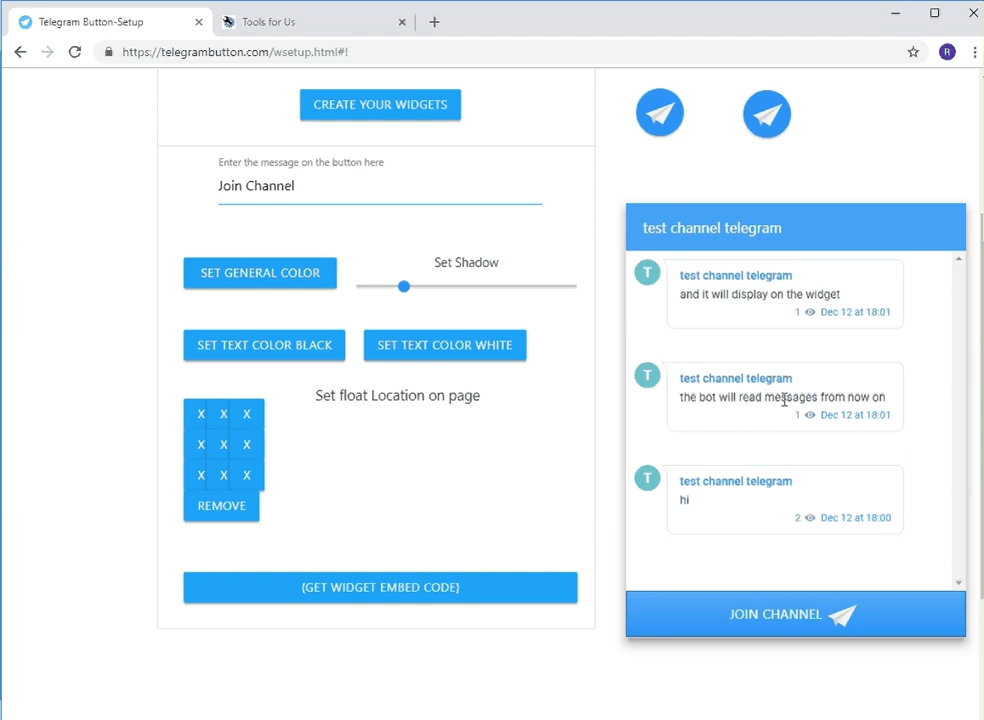 Telegram Button-Setup
Tools for Us
https://telegrambutton.com/wsetup.html#!
R
CREATE YOUR WIDGETS
Enter the message on the button here
Join Channel
SET GENERAL COLOR
Set Shadow
SET TEXT COLOR BLACK
SET TEXT COLOR WHITE
Set float Location on page
X X X
X X X
X X X
REMOVE
{GET WIDGET EMBED CODE}
test channel telegram
T
test channel telegram
and it will display on the widget
1 Dec 12 at 18:01
T
test channel telegram
the bot will read messages from now on
1 Dec 12 at 18:01
T
test channel telegram
hi
2 Dec 12 at 18:00
JOIN CHANNEL